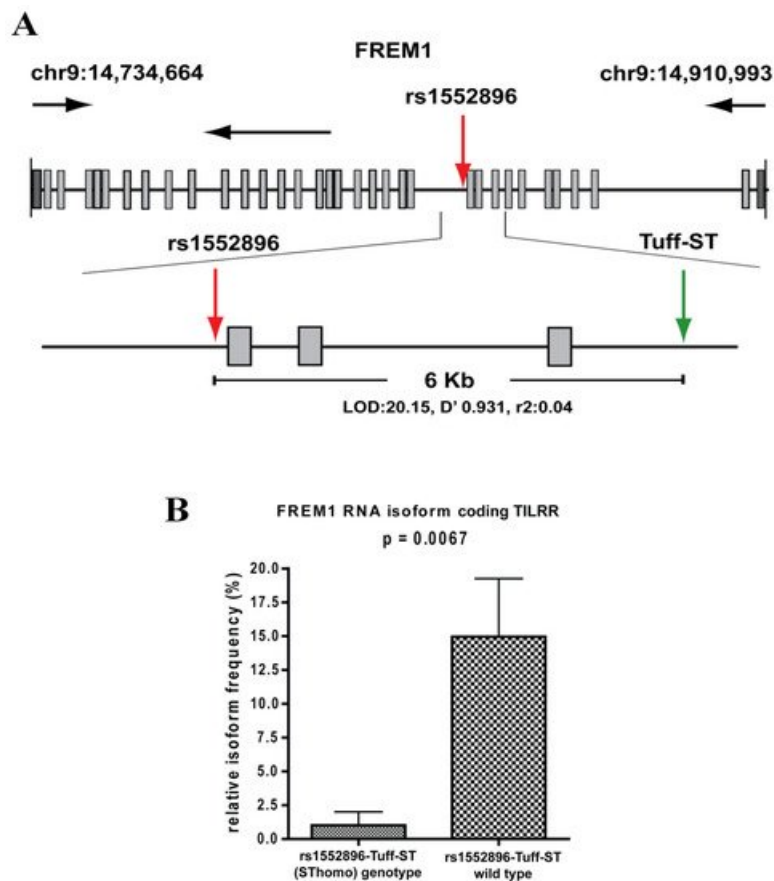 A
FREM1
chr9:14,734,664
chr9:14,910,993
rs1552896
rs1552896
Tuff-ST
6 Kb
LOD:20.15, D' 0.931, r2:0.04
B
FREM1 RNA isoform coding TILRR
p = 0.0067
relative isoform frequency (%)
20.0
17.5
15.0
12.5
10.0
7.5
5.0
2.5
0.0
rs1552896-Tuff-ST
(SThomo) genotype
rs1552896-Tuff-ST
wild type